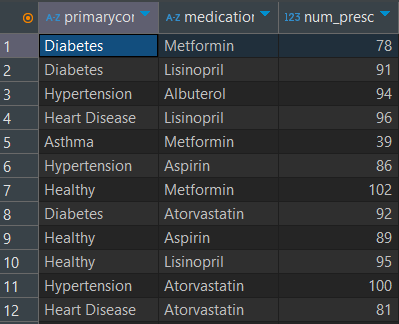 A-Z primarycor A-Z medication 123 num_presc
1 Diabetes Metformin 78
2 Diabetes Lisinopril 91
3 Hypertension Albuterol 94
4 Heart Disease Lisinopril 96
5 Asthma Metformin 39
6 Hypertension Aspirin 86
7 Healthy Metformin 102
8 Diabetes Atorvastatin 92
9 Healthy Aspirin 89
10 Healthy Lisinopril 95
11 Hypertension Atorvastatin 100
12 Heart Disease Atorvastatin 81